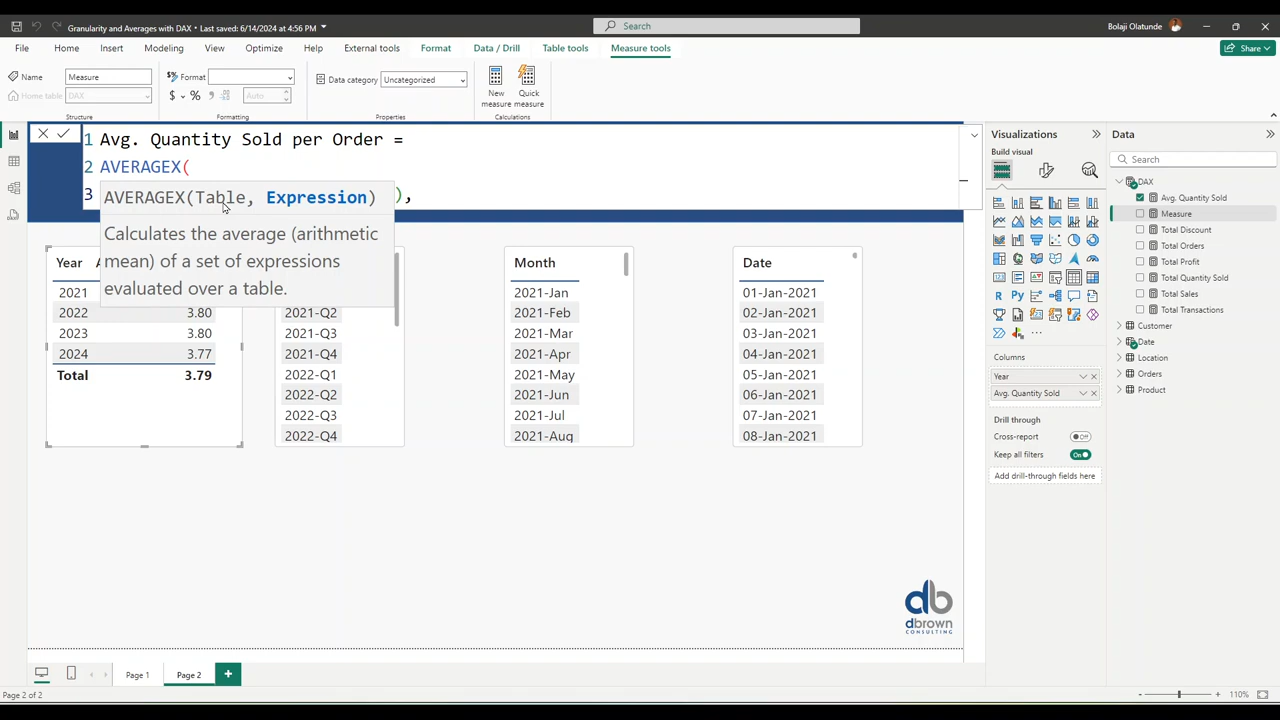 Granularity and Averages with DAX • Last saved: 6/14/2024 at 4:56 PM
Search
Bolaji Olatunde
File Home Insert Modeling View Optimize Help External tools Format Data / Drill Table tools Measure tools
Share
Name Measure
Home table DAX
Structure
Format
$ % Auto
Formatting
Data category Uncategorized
Properties
New measure
Quick measure
Calculations
1 Avg. Quantity Sold per Order =
2 AVERAGEX(
3 ),
AVERAGEX(Table, Expression)
Calculates the average (arithmetic
mean) of a set of expressions
evaluated over a table.
Year A
2021
2022 3.80
2023 3.80
2024 3.77
Total 3.79
2021-Q2
2021-Q3
2021-Q4
2022-Q1
2022-Q2
2022-Q3
2022-Q4
Month
2021-Jan
2021-Feb
2021-Mar
2021-Apr
2021-May
2021-Jun
2021-Jul
2021-Aug
Date
01-Jan-2021
02-Jan-2021
03-Jan-2021
04-Jan-2021
05-Jan-2021
06-Jan-2021
07-Jan-2021
08-Jan-2021
db
dbrown
CONSULTING
Visualizations
Build visual
Columns
Year
Avg. Quantity Sold
Drill through
Cross-report Off
Keep all filters On
Add drill-through fields here
Data
Search
DAX
Avg. Quantity Sold
Measure
Total Discount
Total Orders
Total Profit
Total Quantity Sold
Total Sales
Total Transactions
Customer
Date
Location
Orders
Product
Page 1
Page 2
Page 2 of 2
110%